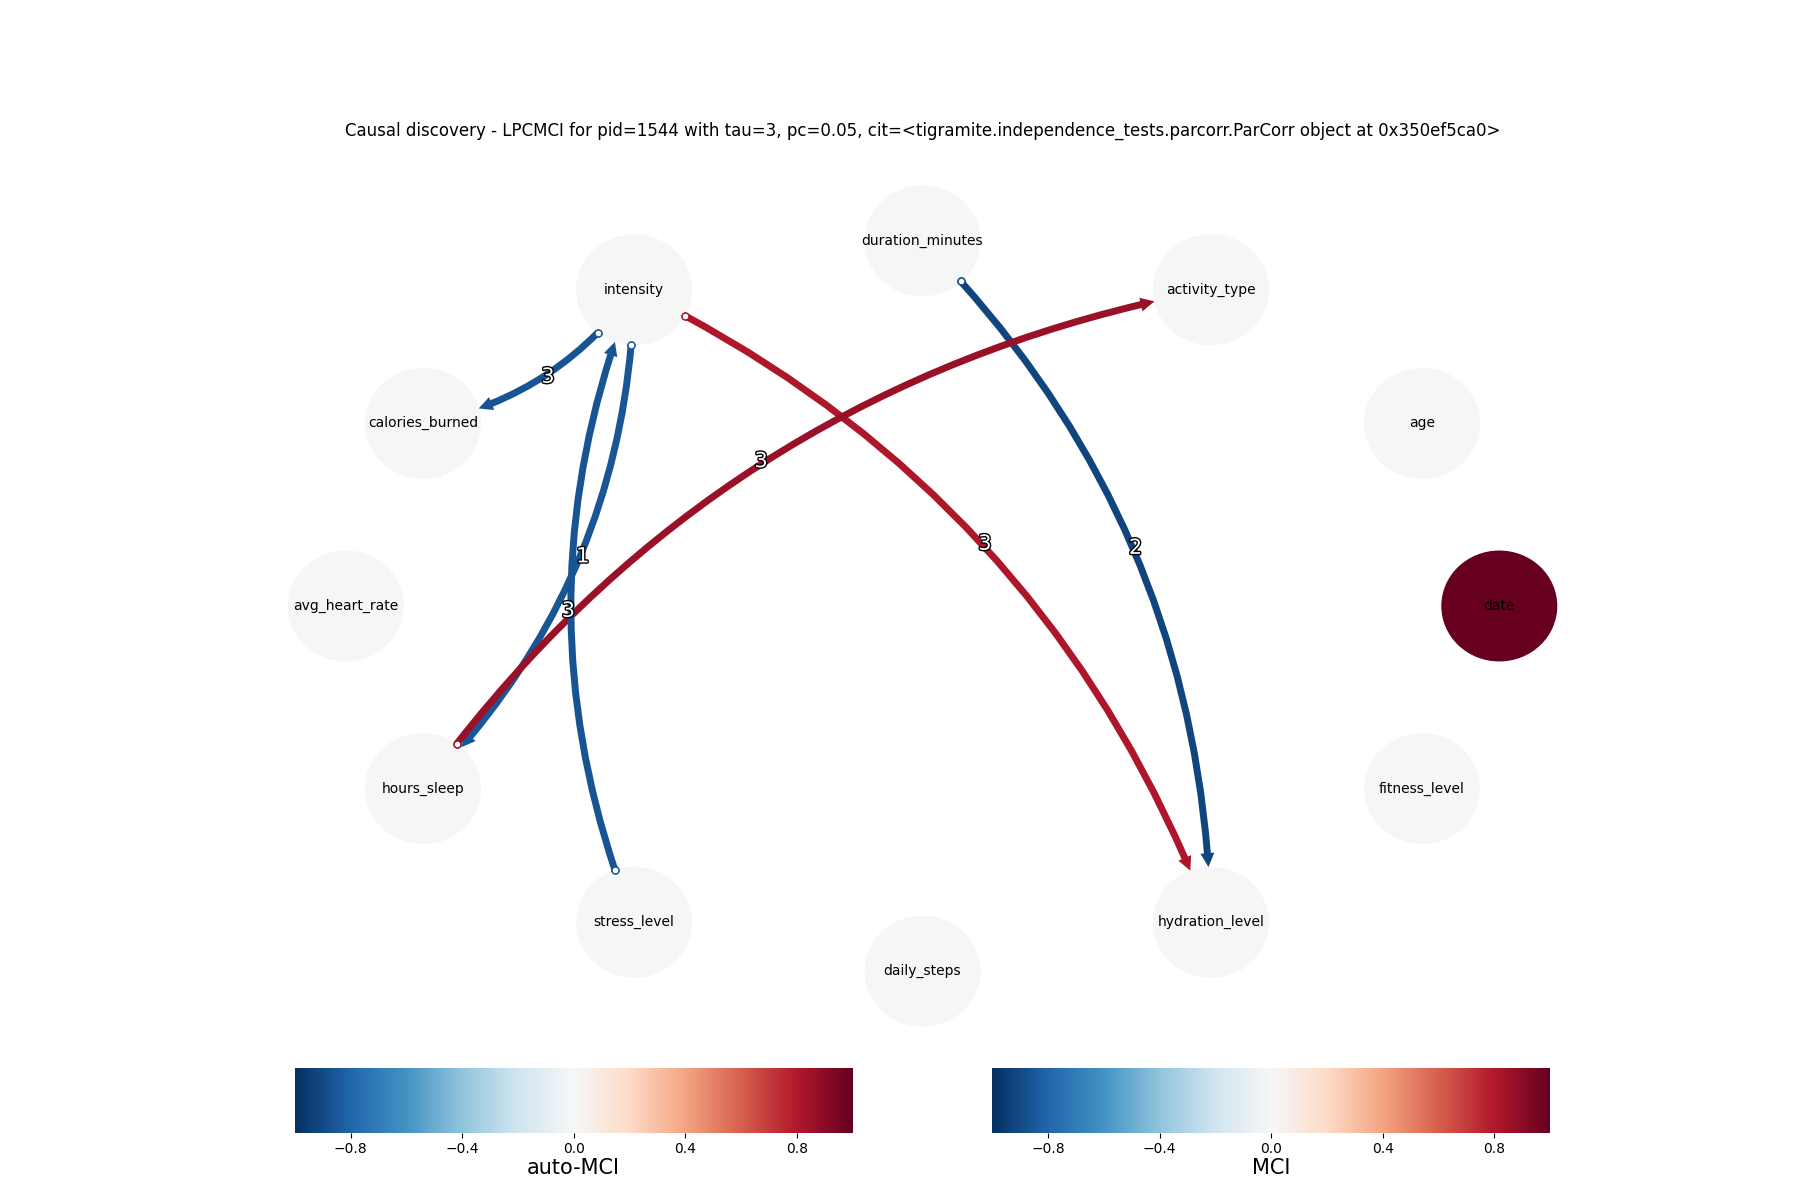 Causal discovery - LPCMCI for pid=1544 with tau=3, pc=0.05, cit=<tigramite.independence_tests.parcorr.ParCorr object at 0x350ef5ca0>
duration_minutes
intensity
activity_type
3
calories_burned
age
3
3
2
1
avg_heart_rate
date
3
hours_sleep
fitness_level
stress_level
hydration_level
daily_steps
−0.8 −0.4 0.0 0.4 0.8
auto-MCI
−0.8 −0.4 0.0 0.4 0.8
MCI